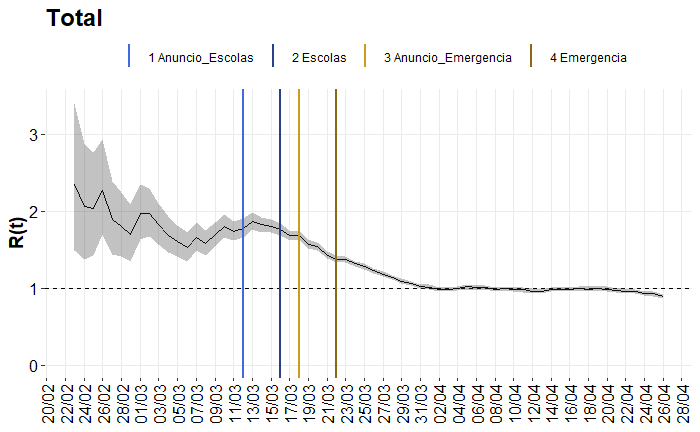 Total
1 Anuncio_Escolas 2 Escolas 3 Anuncio_Emergencia 4 Emergencia
R(t)
3
2
1
0
20/02 22/02 24/02 26/02 28/02 01/03 03/03 05/03 07/03 09/03 11/03 13/03 15/03 17/03 19/03 21/03 23/03 25/03 27/03 29/03 31/03 02/04 04/04 06/04 08/04 10/04 12/04 14/04 16/04 18/04 20/04 22/04 24/04 26/04 28/04